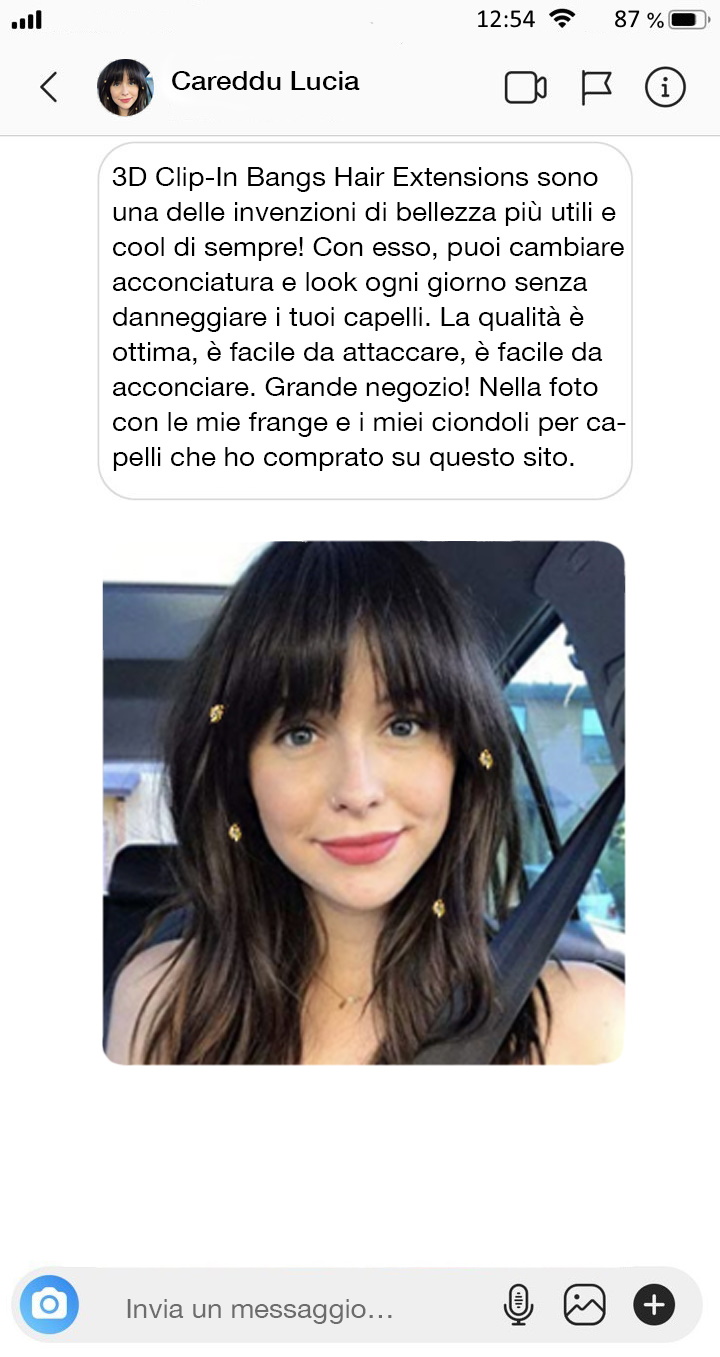 12:54 87 %
Careddu Lucia
3D Clip-In Bangs Hair Extensions sono
una delle invenzioni di bellezza più utili e
cool di sempre! Con esso, puoi cambiare
acconciatura e look ogni giorno senza
danneggiare i tuoi capelli. La qualità è
ottima, è facile da attaccare, è facile da
acconciare. Grande negozio! Nella foto
con le mie frange e i miei ciondoli per ca-
pelli che ho comprato su questo sito.
Invia un messaggio...